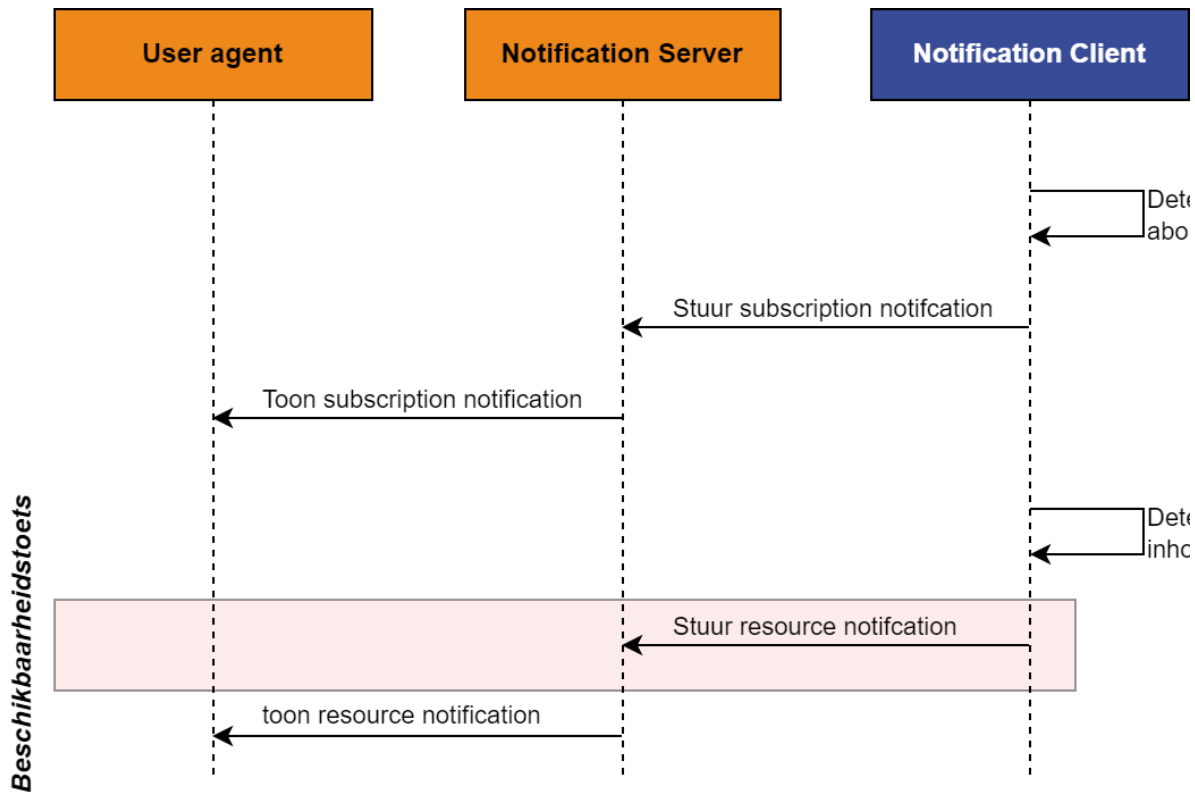 User agent
Notification Server
Notification Client
Stuur subscription notifcation
Toon subscription notification
Beschikbaarheidstoets
Stuur resource notifcation
toon resource notification